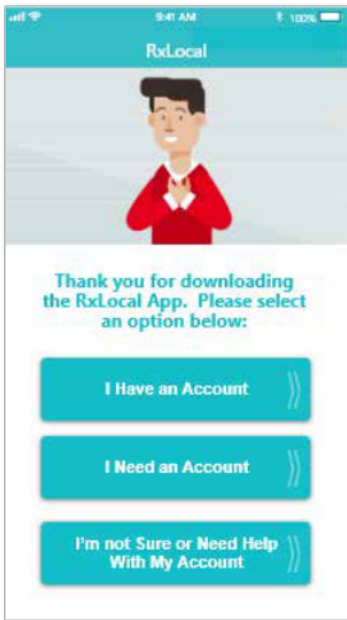 9:41 AM 100%
RxLocal
Thank you for downloading
the RxLocal App. Please select
an option below:
I Have an Account
I Need an Account
I'm not Sure or Need Help
With My Account